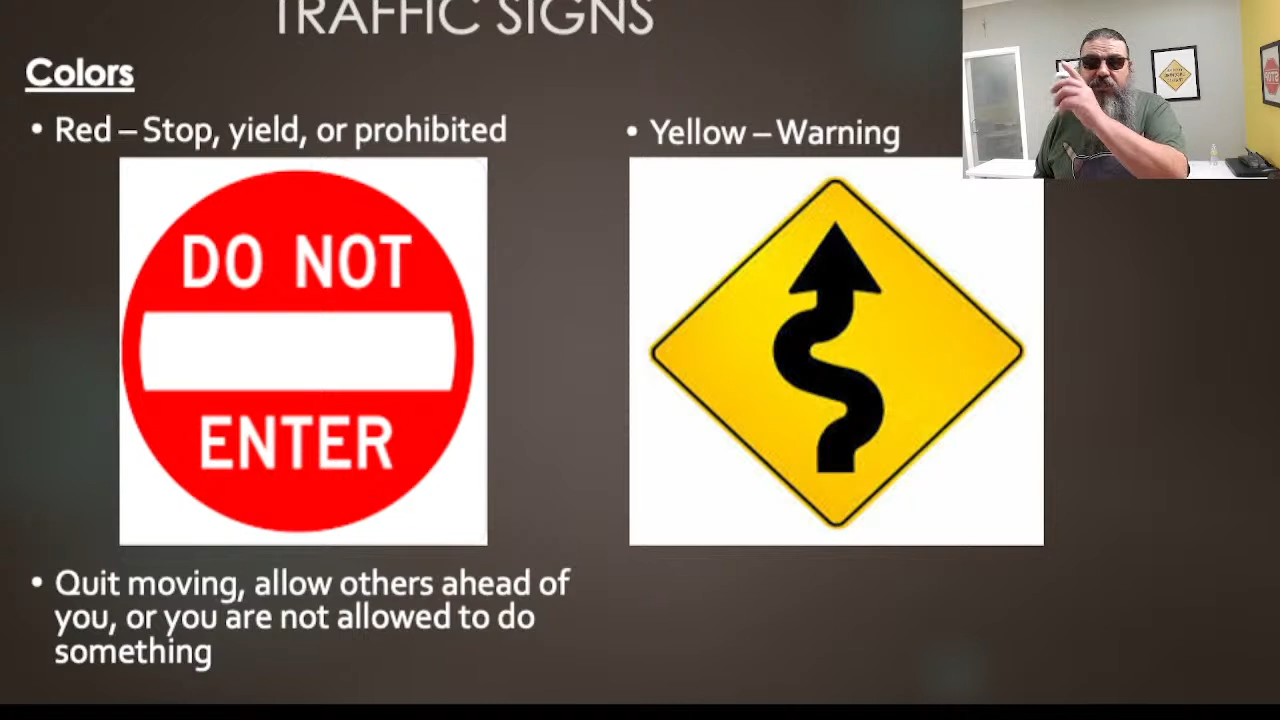 TRAFFIC SIGNS
Colors
• Red – Stop, yield, or prohibited
DO NOT
ENTER
• Quit moving, allow others ahead of
you, or you are not allowed to do
something
• Yellow – Warning